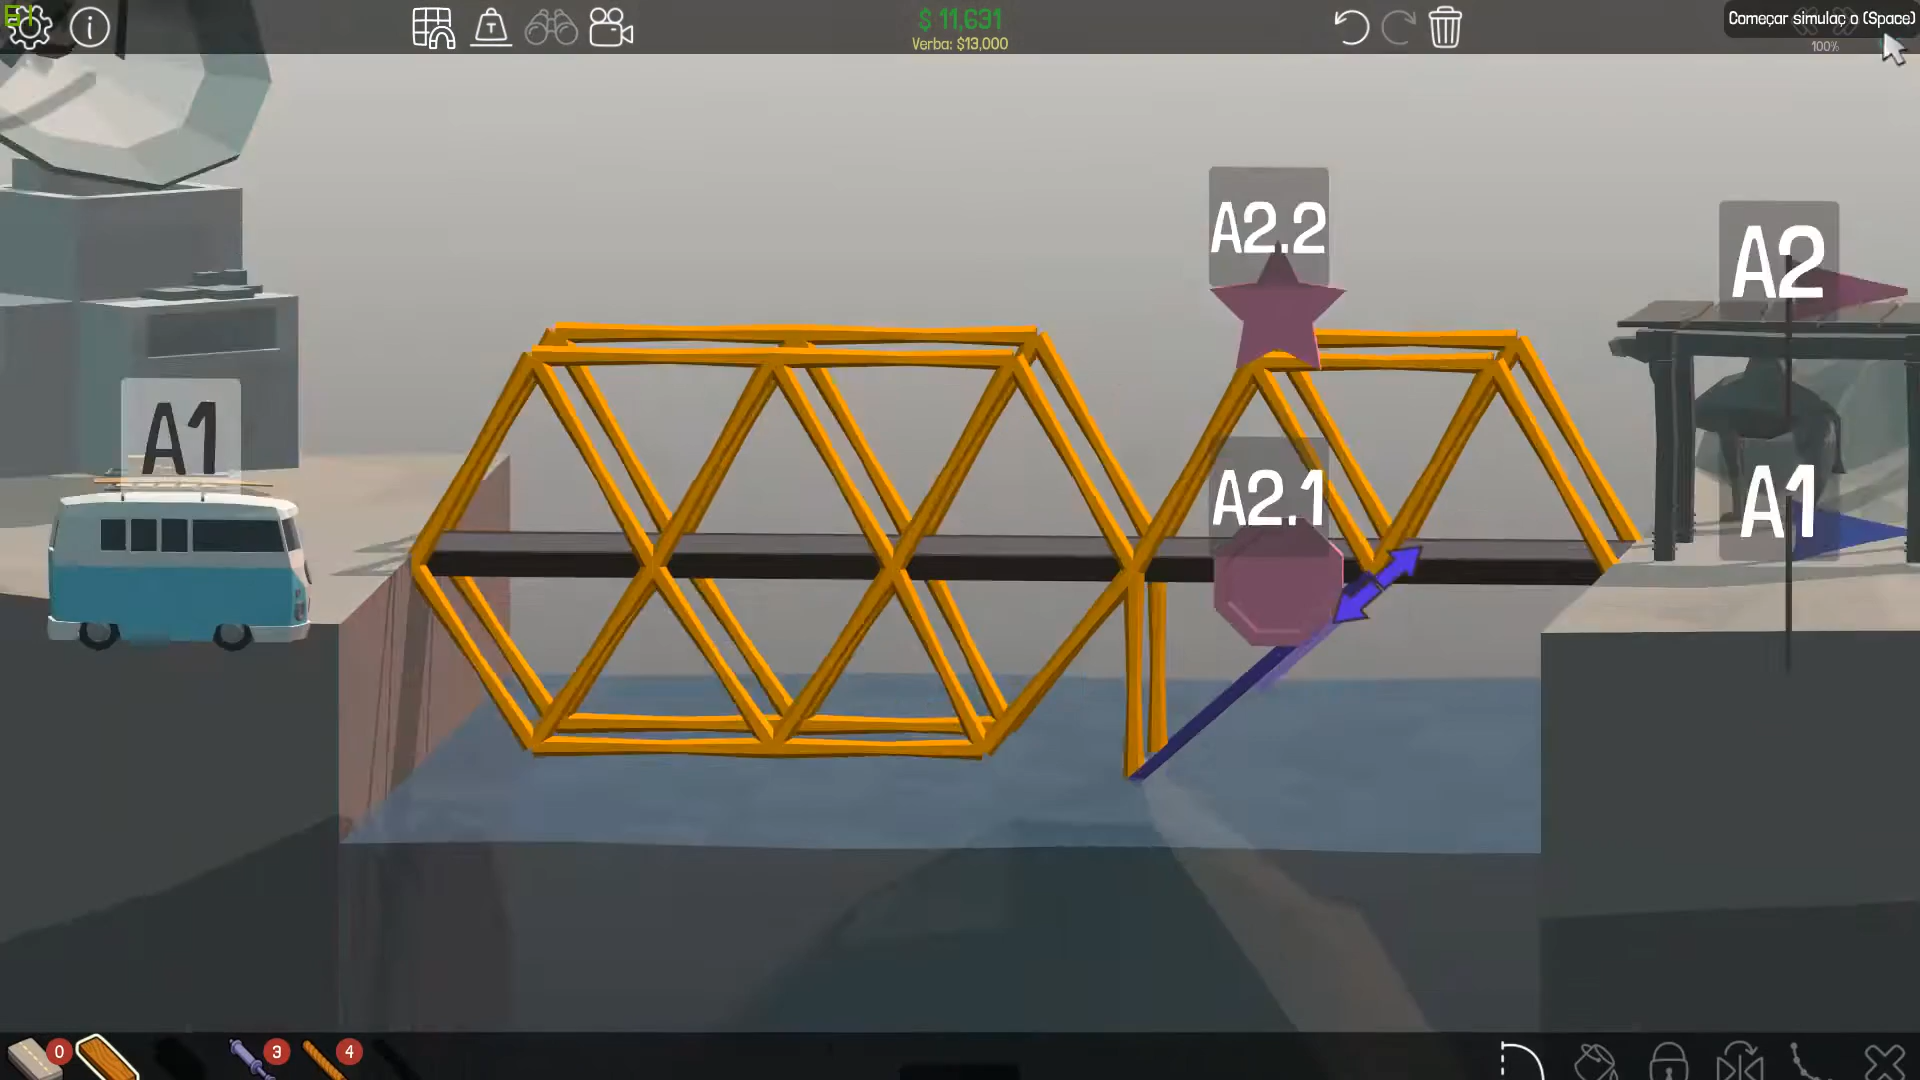 61
$ 11,631
Verba: $13,000
Começar simulaç o (Space)
100%
A2.2
A2
A1
A2.1
A1
0
3
4